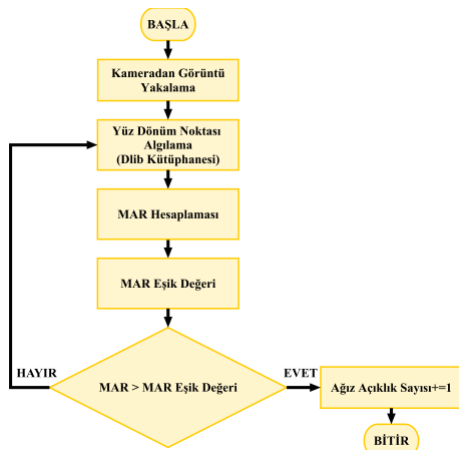 BAŞLA
Kameradan Görüntü
Yakalama
Yüz Dönüm Noktası
Algılama
(Dlib Kütüphanesi)
MAR Hesaplaması
MAR Eşik Değeri
HAYIR
MAR > MAR Eşik Değeri
EVET
Ağız Açıklık Sayısı+=1
BİTİR